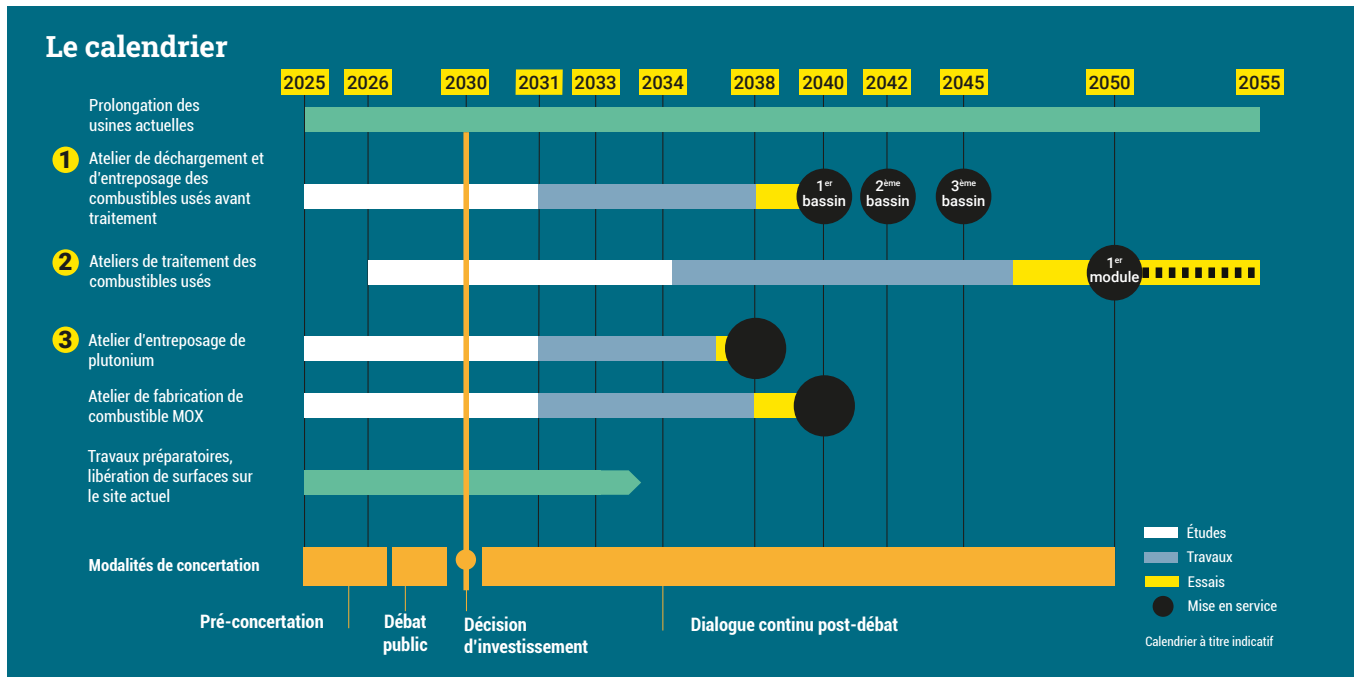 Le calendrier
2025 2026 2030 2031 2033 2034 2038 2040 2042 2045 2050 2055
Prolongation des
usines actuelles
1 Atelier de déchargement et
d'entreposage des
combustibles usés avant
traitement
1er
bassin
2ème
bassin
3ème
bassin
2 Ateliers de traitement des
combustibles usés
1er
module
3 Atelier d'entreposage de
plutonium
Atelier de fabrication de
combustible MOX
Travaux préparatoires,
libération de surfaces sur
le site actuel
Modalités de concertation
Pré-concertation
Débat
public
Décision
d'investissement
Dialogue continu post-débat
Études
Travaux
Essais
Mise en service
Calendrier à titre indicatif